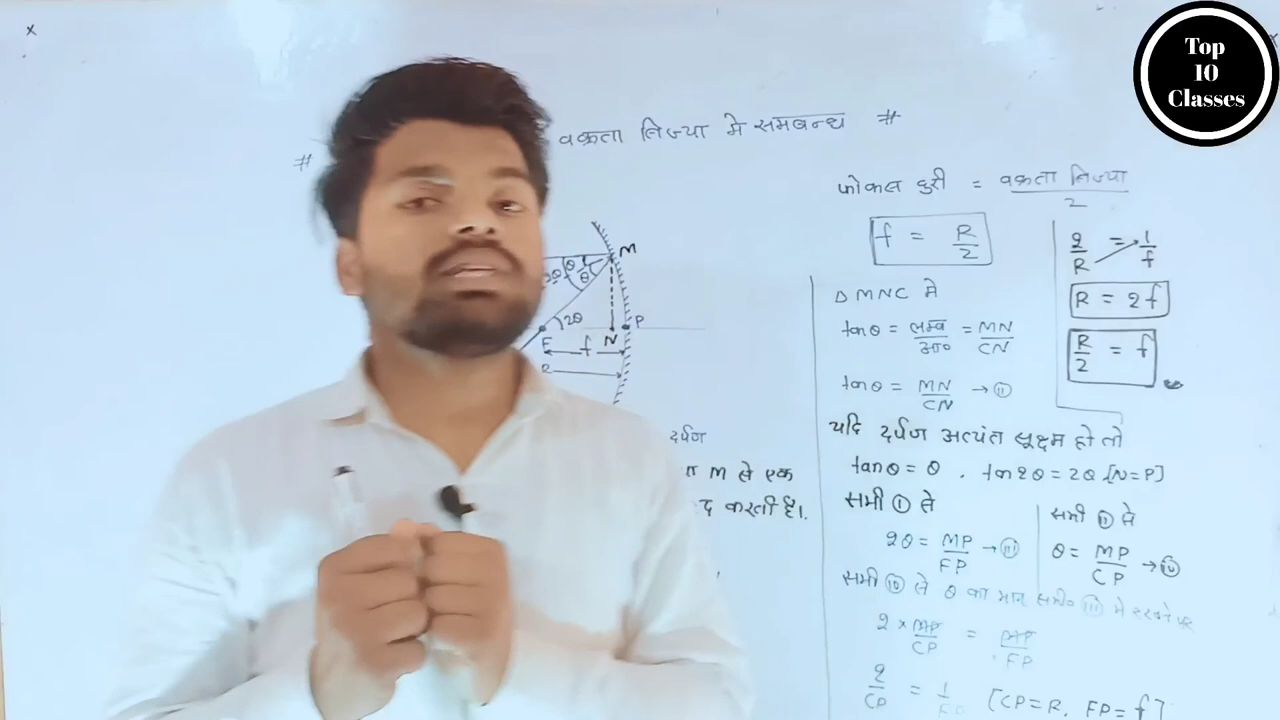 Top
10
Classes
# वक्रता त्रिज्या मे समबन्ध #
M
θ
θ
2θ
F
f
N
P
R
दर्पण
M से एक
करती है।
फोकस दुरी = वक्रता त्रिज्या / 2
f = R/2
Δ MNC मे
tanθ = लम्ब/आ० = MN/CN
tanθ = MN/CN → ⓘⓘ
2/R = 1/f
R = 2f
R/2 = f
यदि दर्पण अत्यंत सूक्ष्म हो तो
tanθ = θ . tan2θ = 2θ [N=P]
समी ① से
2θ = MP/FP → ⓘⓘⓘ
समी ⓘⓘ से
θ = MP/CP → ⓘⓥ
समी ⓘⓥ से θ का मान समी० ⓘⓘⓘ मे रखने पर
2 × MP/CP = MP/FP
2/CP = 1/FP [CP=R, FP=f]